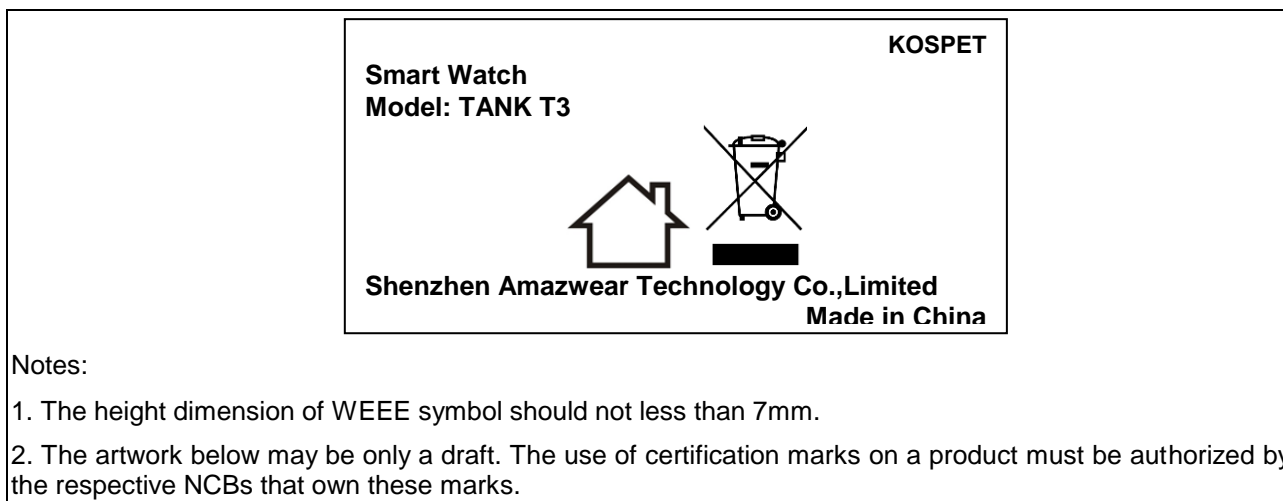 KOSPET
Smart Watch
Model: TANK T3
Shenzhen Amazwear Technology Co.,Limited
Made in China
Notes:
1. The height dimension of WEEE symbol should not less than 7mm.
2. The artwork below may be only a draft. The use of certification marks on a product must be authorized by
the respective NCBs that own these marks.